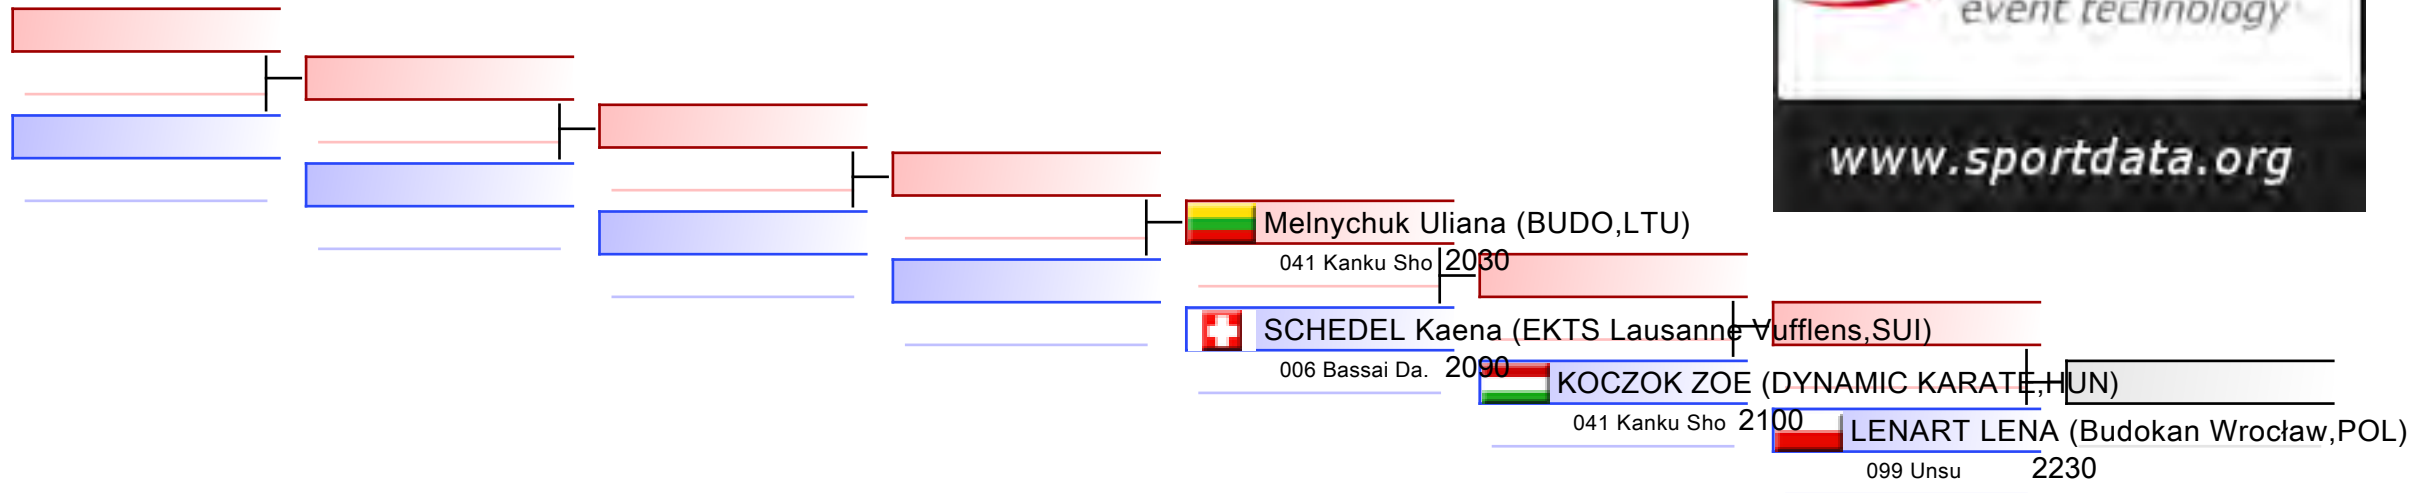 event technology
www.sportdata.org
Melnychuk Uliana (BUDO,LTU)
041 Kanku Sho 2030
SCHEDEL Kaena (EKTS Lausanne Vufflens,SUI)
006 Bassai Da. 2090
KOCZOK ZOE (DYNAMIC KARATE,HUN)
041 Kanku Sho 2100
LENART LENA (Budokan Wrocław,POL)
099 Unsu 2230